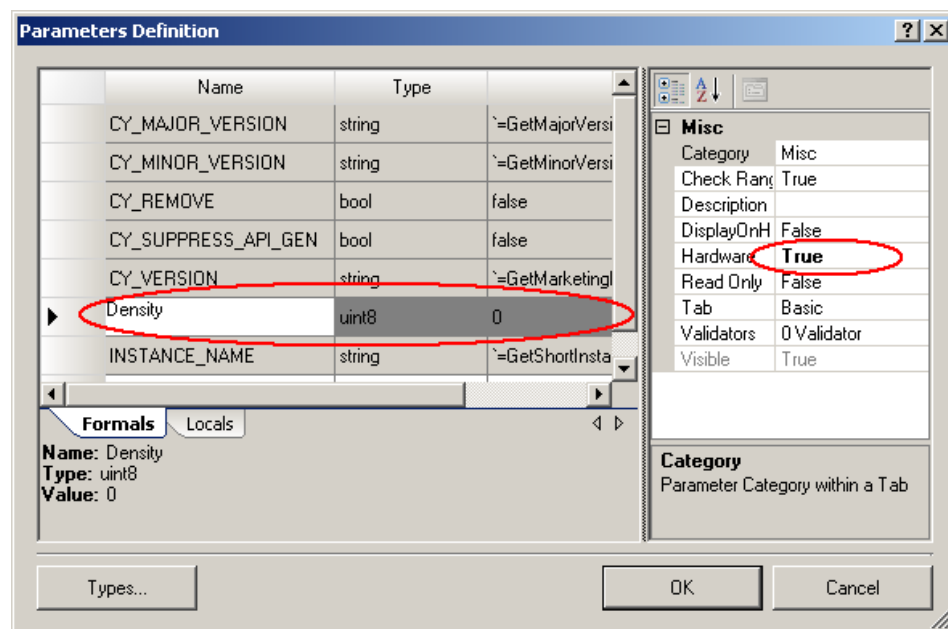 Parameters Definition
Name Type
CY_MAJOR_VERSION string `=GetMajorVersi
CY_MINOR_VERSION string `=GetMinorVersi
CY_REMOVE bool false
CY_SUPPRESS_API_GEN bool false
CY_VERSION string `=GetMarketingl
Density uint8 0
INSTANCE_NAME string `=GetShortInsta
Formals Locals
Name: Density
Type: uint8
Value: 0
Misc
Category Misc
Check Rang True
Description
DisplayOnH False
Hardware True
Read Only False
Tab Basic
Validators 0 Validator
Visible True
Category
Parameter Category within a Tab
Types... OK Cancel